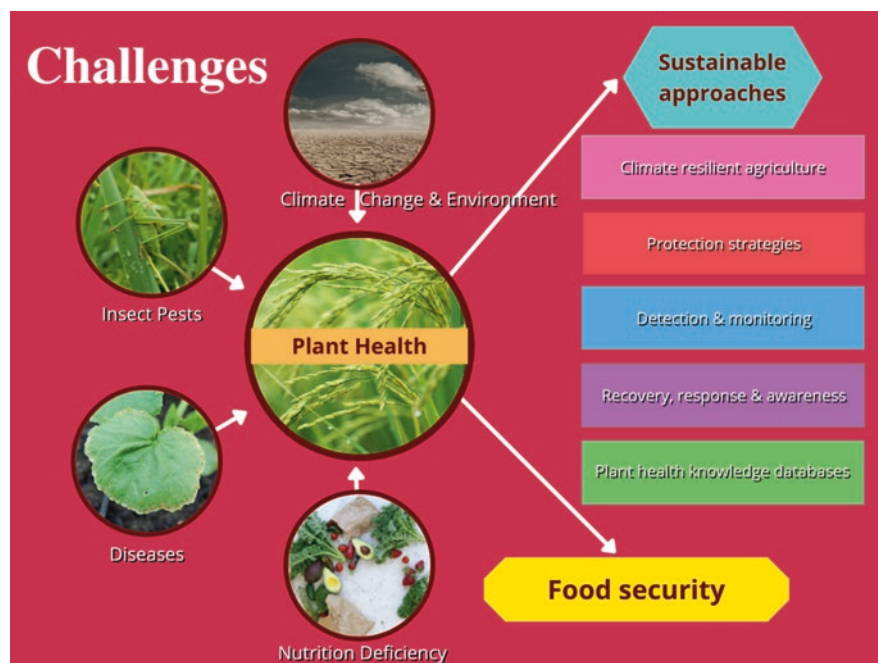 Challenges
Climate Change & Environment
Insect Pests
Plant Health
Diseases
Nutrition Deficiency
Sustainable
approaches
Climate resilient agriculture
Protection strategies
Detection & monitoring
Recovery, response & awareness
Plant health knowledge databases
Food security